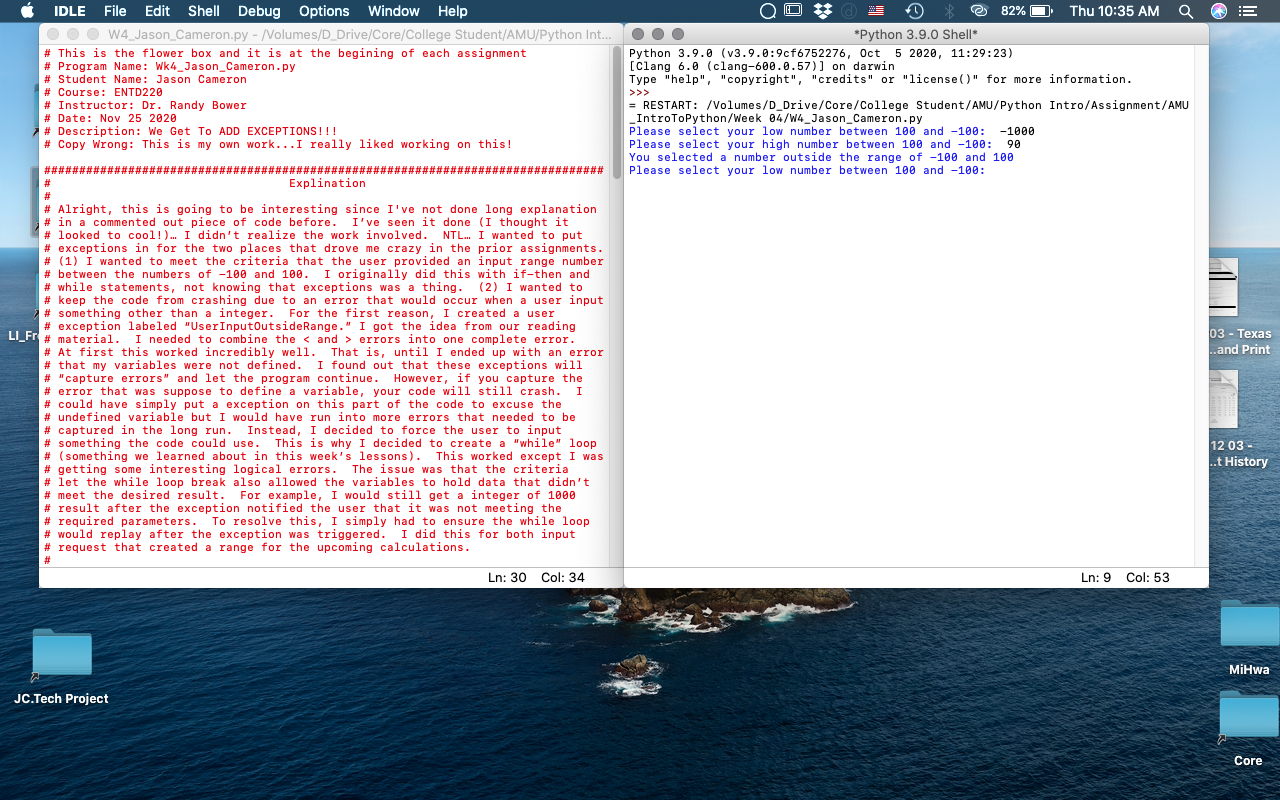 IDLE File Edit Shell Debug Options Window Help 82% Thu 10:35 AM
W4_Jason_Cameron.py - /Volumes/D_Drive/Core/College Student/AMU/Python Int...
# This is the flower box and it is at the begining of each assignment
# Program Name: Wk4_Jason_Cameron.py
# Student Name: Jason Cameron
# Course: ENTD220
# Instructor: Dr. Randy Bower
# Date: Nov 25 2020
# Description: We Get To ADD EXCEPTIONS!!!
# Copy Wrong: This is my own work...I really liked working on this!
################################################################################
# Explination
#
# Alright, this is going to be interesting since I've not done long explanation
# in a commented out piece of code before.  I’ve seen it done (I thought it
# looked to cool!)… I didn’t realize the work involved.  NTL… I wanted to put
# exceptions in for the two places that drove me crazy in the prior assignments.
# (1) I wanted to meet the criteria that the user provided an input range number
# between the numbers of -100 and 100.  I originally did this with if-then and
# while statements, not knowing that exceptions was a thing.  (2) I wanted to
# keep the code from crashing due to an error that would occur when a user input
# something other than a integer.  For the first reason, I created a user
# exception labeled “UserInputOutsideRange.” I got the idea from our reading
# material.  I needed to combine the < and > errors into one complete error.
# At first this worked incredibly well.  That is, until I ended up with an error
# that my variables were not defined.  I found out that these exceptions will
# “capture errors” and let the program continue.  However, if you capture the
# error that was suppose to define a variable, your code will still crash.  I
# could have simply put a exception on this part of the code to excuse the
# undefined variable but I would have run into more errors that needed to be
# captured in the long run.  Instead, I decided to force the user to input
# something the code could use.  This is why I decided to create a “while” loop
# (something we learned about in this week’s lessons).  This worked except I was
# getting some interesting logical errors.  The issue was that the criteria
# let the while loop break also allowed the variables to hold data that didn’t
# meet the desired result.  For example, I would still get a integer of 1000
# result after the exception notified the user that it was not meeting the
# required parameters.  To resolve this, I simply had to ensure the while loop
# would replay after the exception was triggered.  I did this for both input
# request that created a range for the upcoming calculations.
#
Ln: 30 Col: 34
*Python 3.9.0 Shell*
Python 3.9.0 (v3.9.0:9cf6752276, Oct  5 2020, 11:29:23)
[Clang 6.0 (clang-600.0.57)] on darwin
Type "help", "copyright", "credits" or "license()" for more information.
>>>
= RESTART: /Volumes/D_Drive/Core/College Student/AMU/Python Intro/Assignment/AMU
_IntroToPython/Week 04/W4_Jason_Cameron.py
Please select your low number between 100 and -100:  -1000
Please select your high number between 100 and -100:  90
You selected a number outside the range of -100 and 100
Please select your low number between 100 and -100:
Ln: 9 Col: 53
LI_Fr
03 - Texas
...and Print
12 03 -
...t History
JC.Tech Project
MiHwa
Core